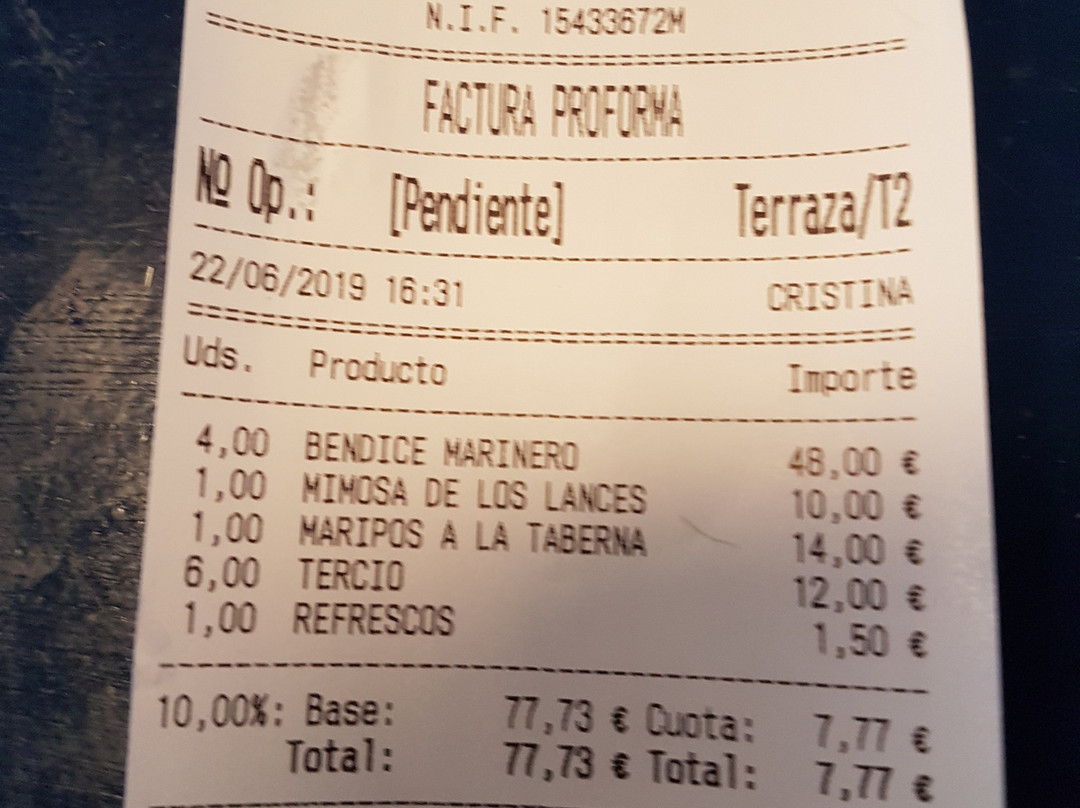 N.I.F. 15433672M
FACTURA PROFORMA
Nº Op.: [Pendiente] Terraza/T2
22/06/2019 16:31 CRISTINA
Uds. Producto Importe
4,00 BENDICE MARINERO 48,00 €
1,00 MIMOSA DE LOS LANCES 10,00 €
1,00 MARIPOS A LA TABERNA 14,00 €
6,00 TERCIO 12,00 €
1,00 REFRESCOS 1,50 €
10,00%: Base: 77,73 € Cuota: 7,77 €
Total: 77,73 € Total: 7,77 €